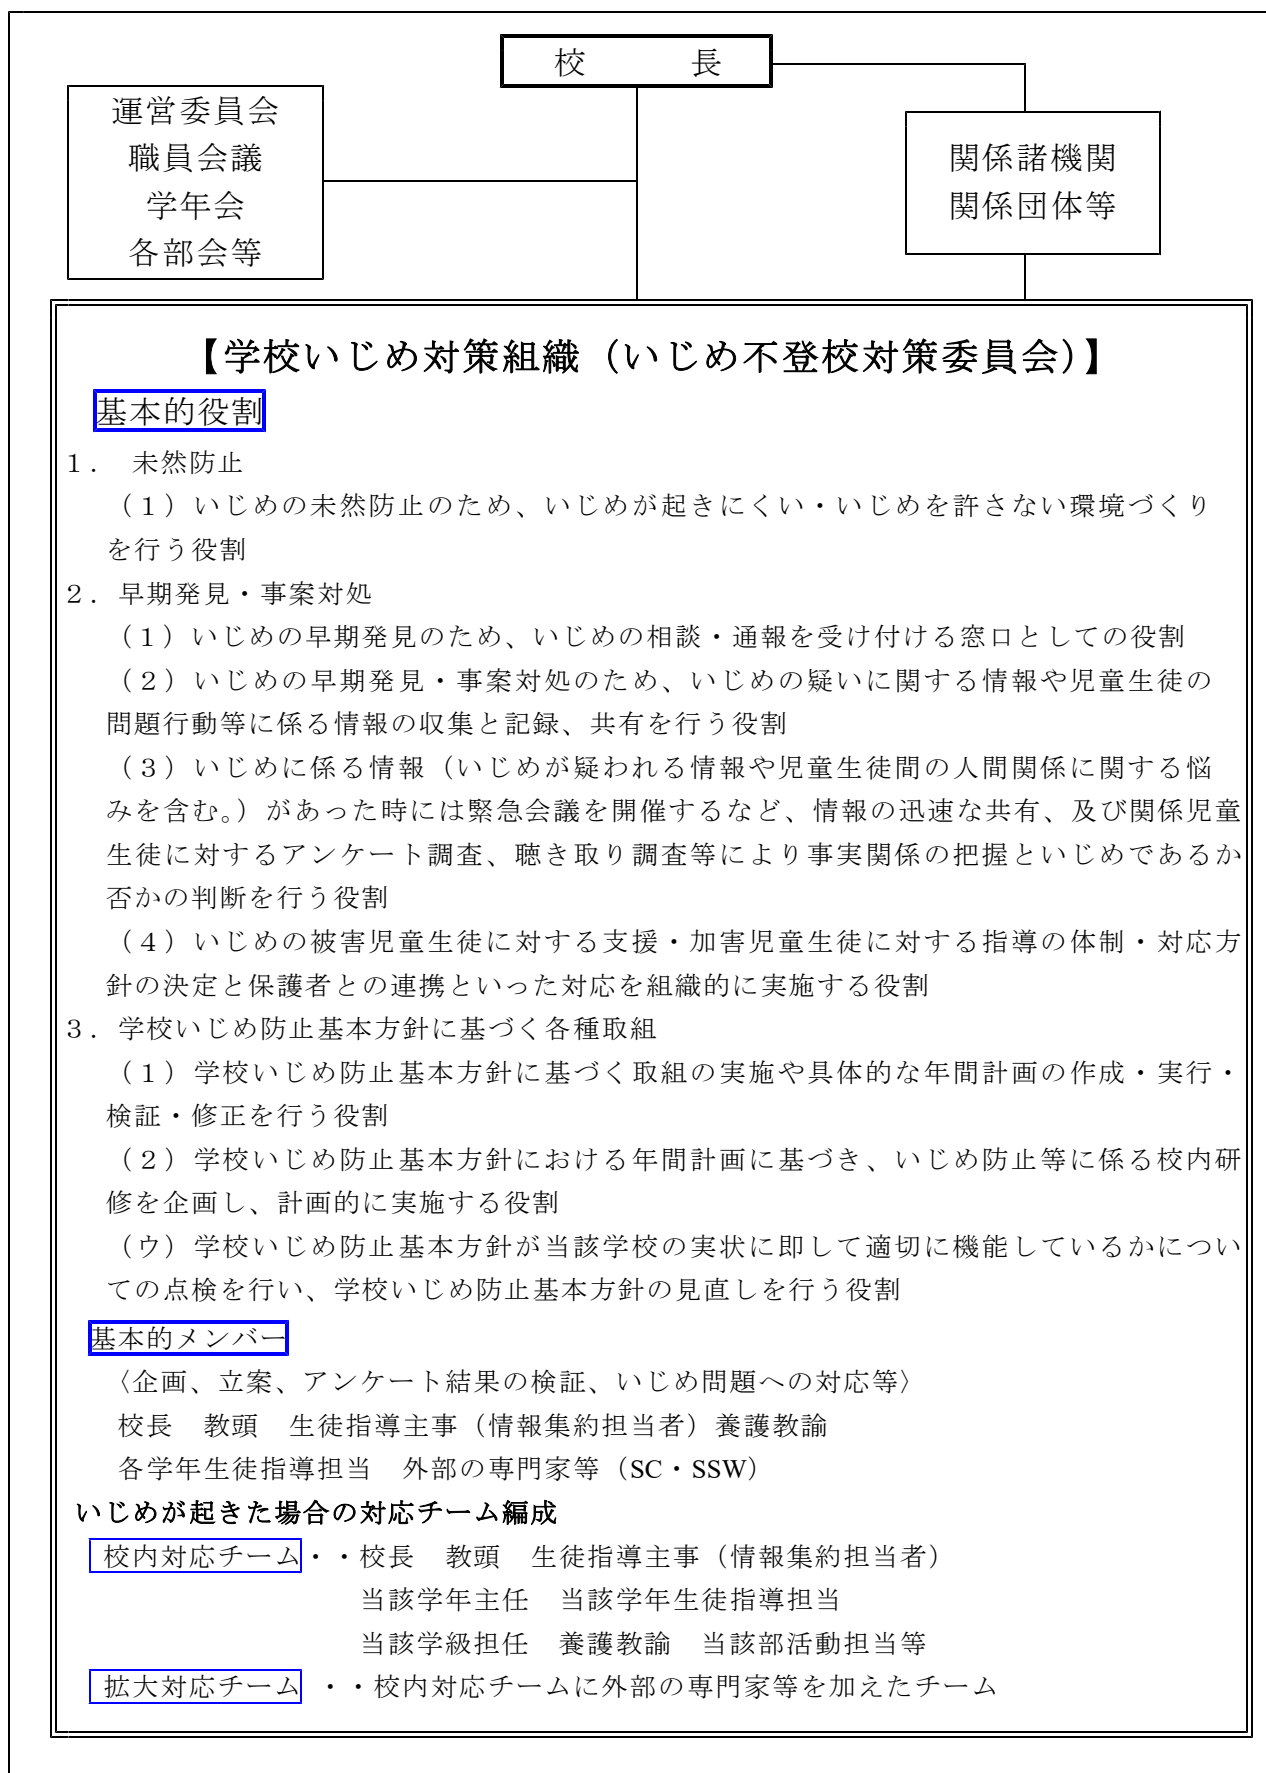 校　　長
運営委員会
職員会議
学年会
各部会等
関係諸機関
関係団体等
【学校いじめ対策組織（いじめ不登校対策委員会）】
基本的役割
１．　未然防止
（１）いじめの未然防止のため、いじめが起きにくい・いじめを許さない環境づくり
を行う役割
２．早期発見・事案対処
（１）いじめの早期発見のため、いじめの相談・通報を受け付ける窓口としての役割
（２）いじめの早期発見・事案対処のため、いじめの疑いに関する情報や児童生徒の
問題行動等に係る情報の収集と記録、共有を行う役割
（３）いじめに係る情報（いじめが疑われる情報や児童生徒間の人間関係に関する悩
みを含む。）があった時には緊急会議を開催するなど、情報の迅速な共有、及び関係児童
生徒に対するアンケート調査、聴き取り調査等により事実関係の把握といじめであるか
否かの判断を行う役割
（４）いじめの被害児童生徒に対する支援・加害児童生徒に対する指導の体制・対応方
針の決定と保護者との連携といった対応を組織的に実施する役割
３．学校いじめ防止基本方針に基づく各種取組
（１）学校いじめ防止基本方針に基づく取組の実施や具体的な年間計画の作成・実行・
検証・修正を行う役割
（２）学校いじめ防止基本方針における年間計画に基づき、いじめ防止等に係る校内研
修を企画し、計画的に実施する役割
（ウ）学校いじめ防止基本方針が当該学校の実状に即して適切に機能しているかについ
ての点検を行い、学校いじめ防止基本方針の見直しを行う役割
基本的メンバー
〈企画、立案、アンケート結果の検証、いじめ問題への対応等〉
校長　教頭　生徒指導主事（情報集約担当者）養護教諭
各学年生徒指導担当　外部の専門家等（SC・SSW）
いじめが起きた場合の対応チーム編成
校内対応チーム・・校長　教頭　生徒指導主事（情報集約担当者）
当該学年主任　当該学年生徒指導担当
当該学級担任　養護教諭　当該部活動担当等
拡大対応チーム　・・校内対応チームに外部の専門家等を加えたチーム